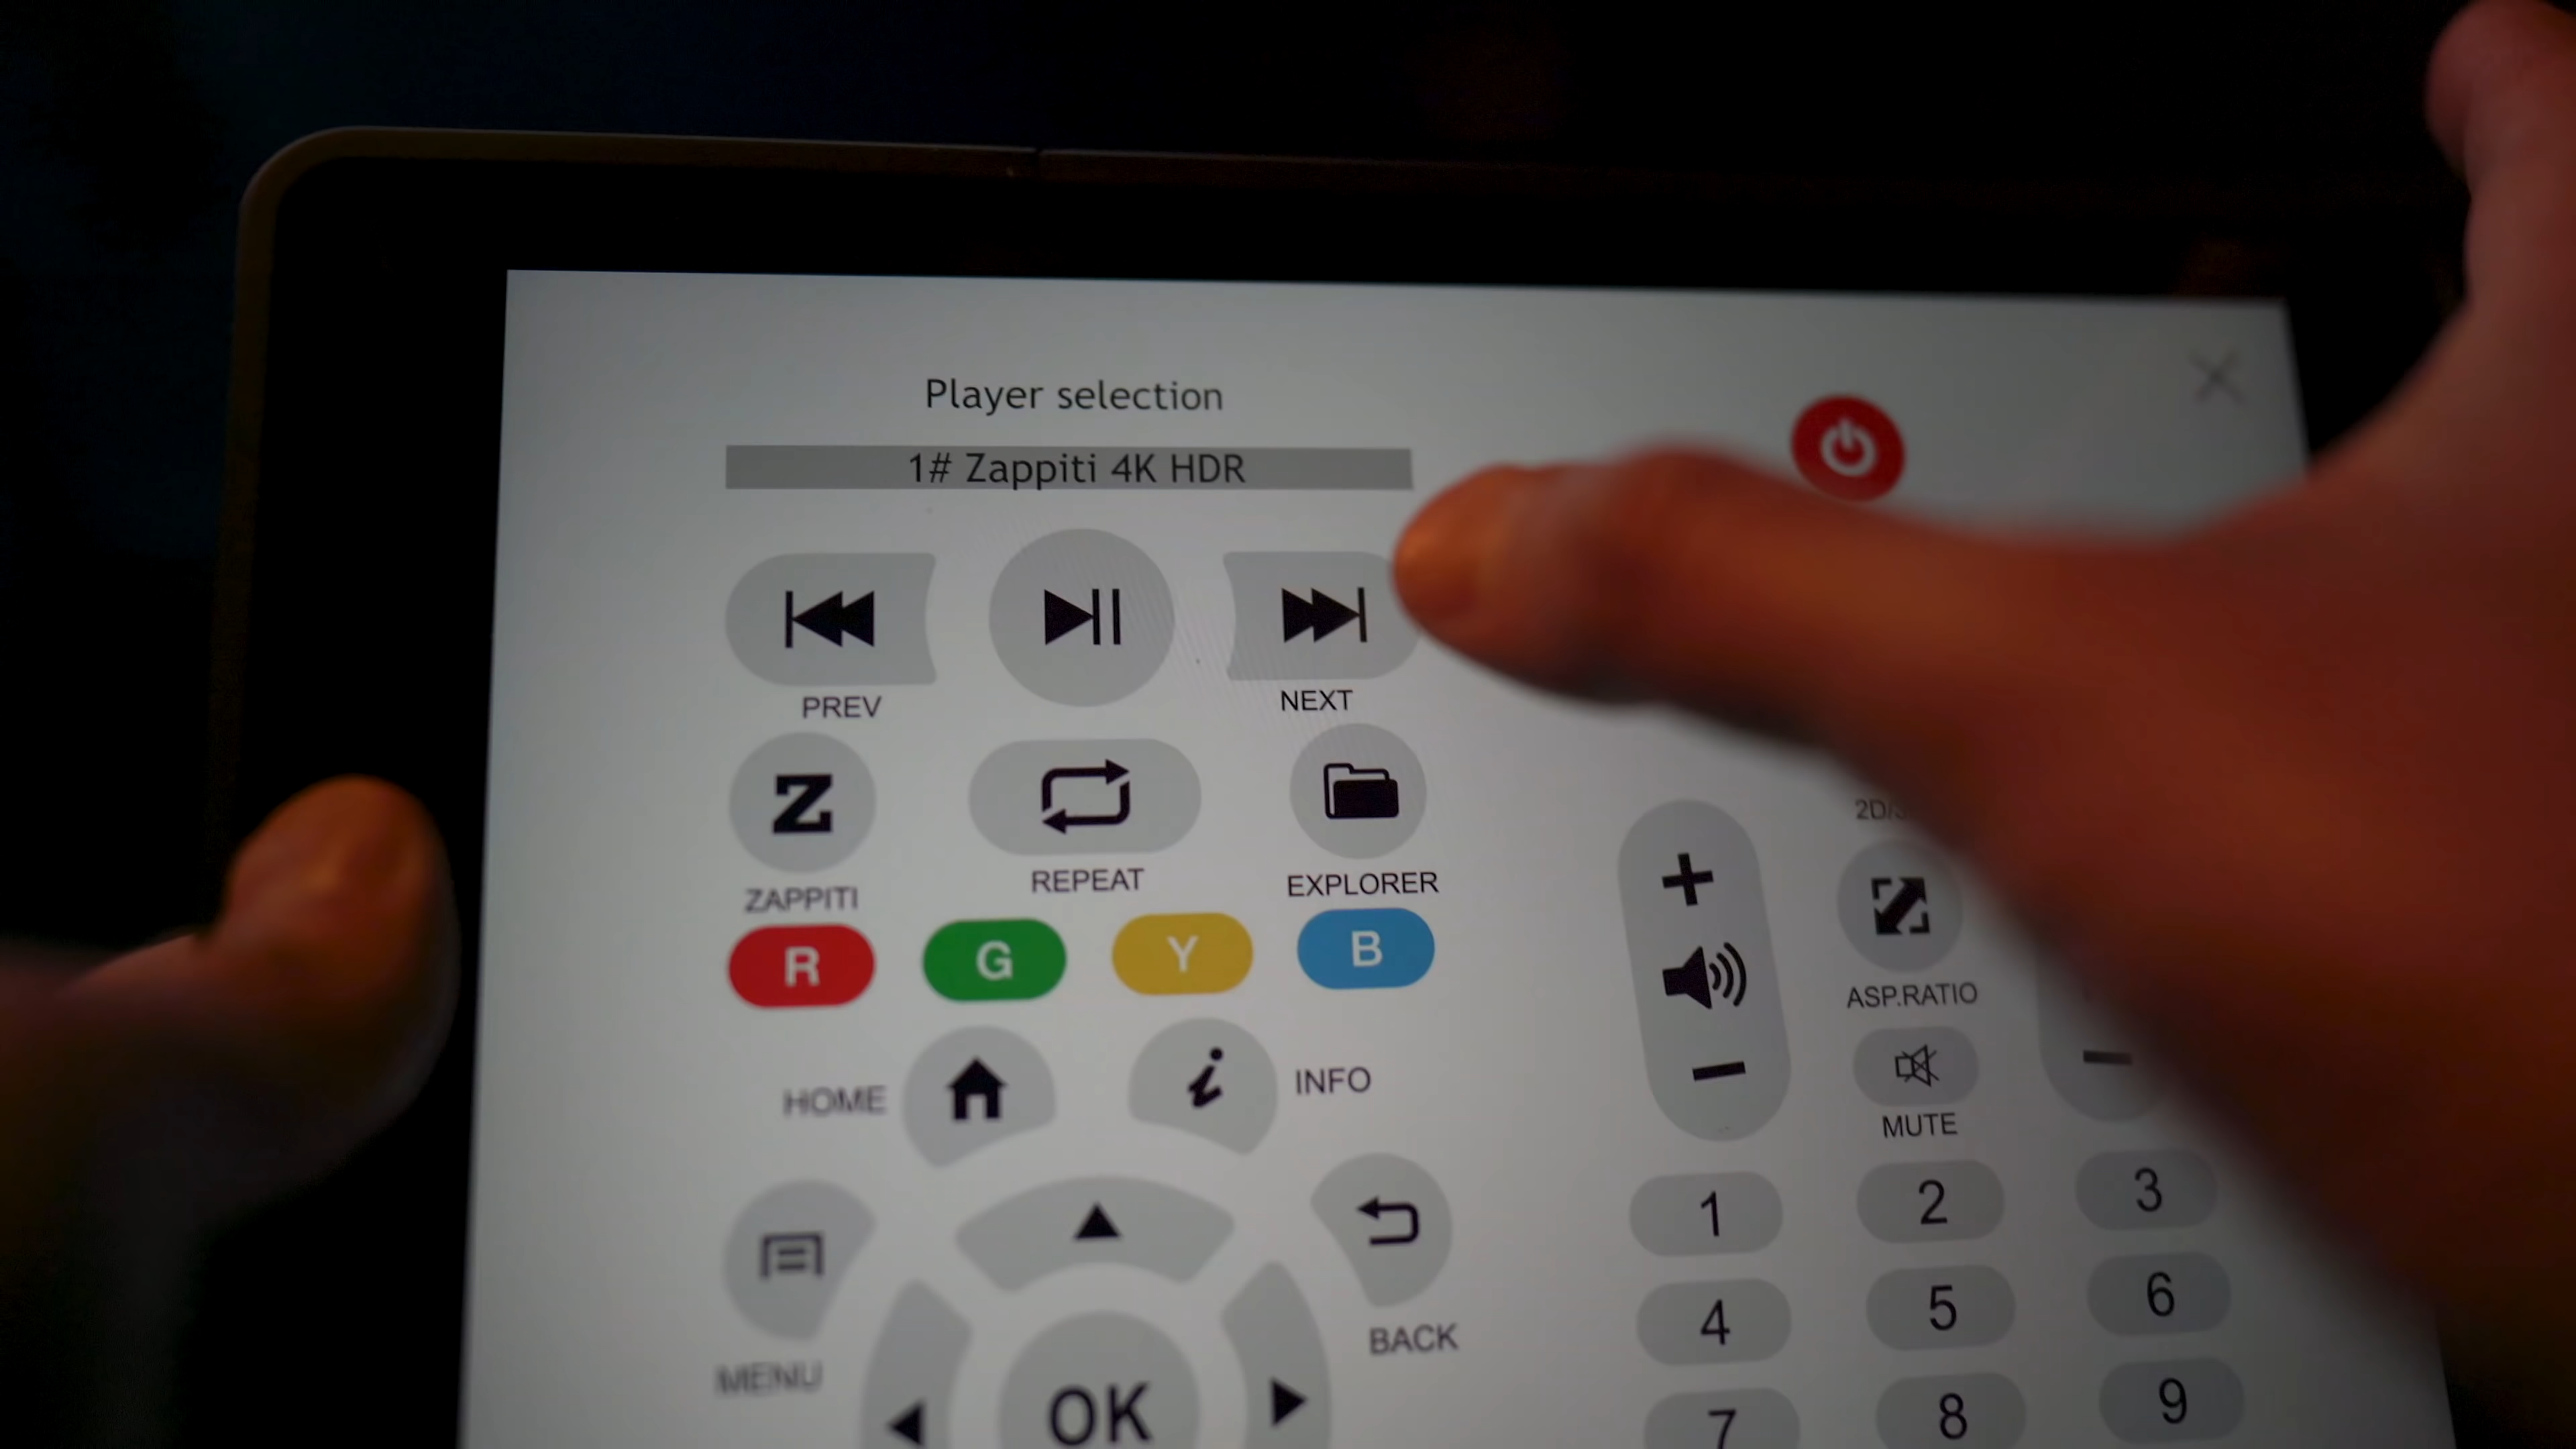 Player selection
1# Zappiti 4K HDR
PREV
NEXT
Z
ZAPPITI
REPEAT
EXPLORER
R G Y B
HOME
INFO
MENU
BACK
OK
ASP.RATIO
MUTE
1 2 3
4 5 6
7 8 9